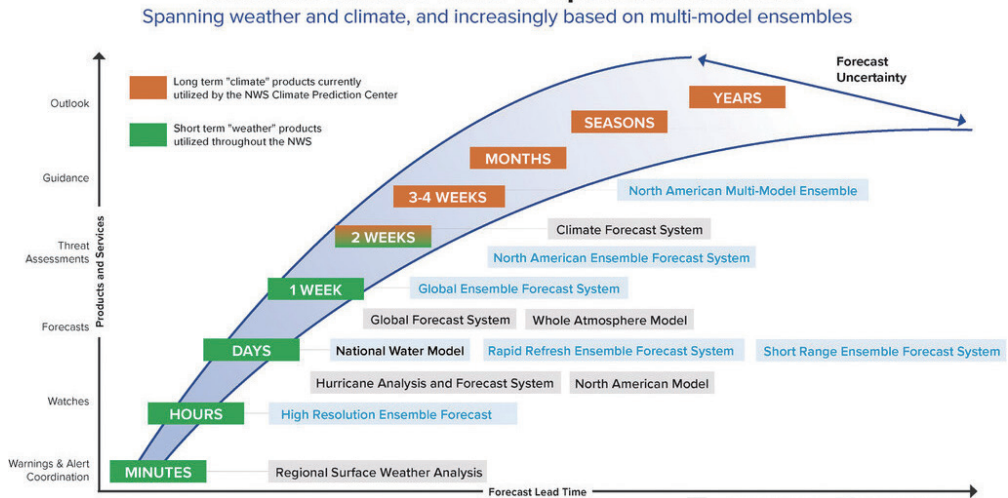 Spanning weather and climate, and increasingly based on multi-model ensembles
Long term "climate" products currently
utilized by the NWS Climate Prediction Center
Short term "weather" products
utilized throughout the NWS
Forecast
Uncertainty
Products and Services
Outlook
YEARS
SEASONS
MONTHS
Guidance
3-4 WEEKS
North American Multi-Model Ensemble
2 WEEKS
Climate Forecast System
Threat
Assessments
North American Ensemble Forecast System
1 WEEK
Global Ensemble Forecast System
Forecasts
Global Forecast System
Whole Atmosphere Model
DAYS
National Water Model
Rapid Refresh Ensemble Forecast System
Short Range Ensemble Forecast System
Hurricane Analysis and Forecast System
North American Model
Watches
HOURS
High Resolution Ensemble Forecast
Warnings & Alert
Coordination
MINUTES
Regional Surface Weather Analysis
Forecast Lead Time